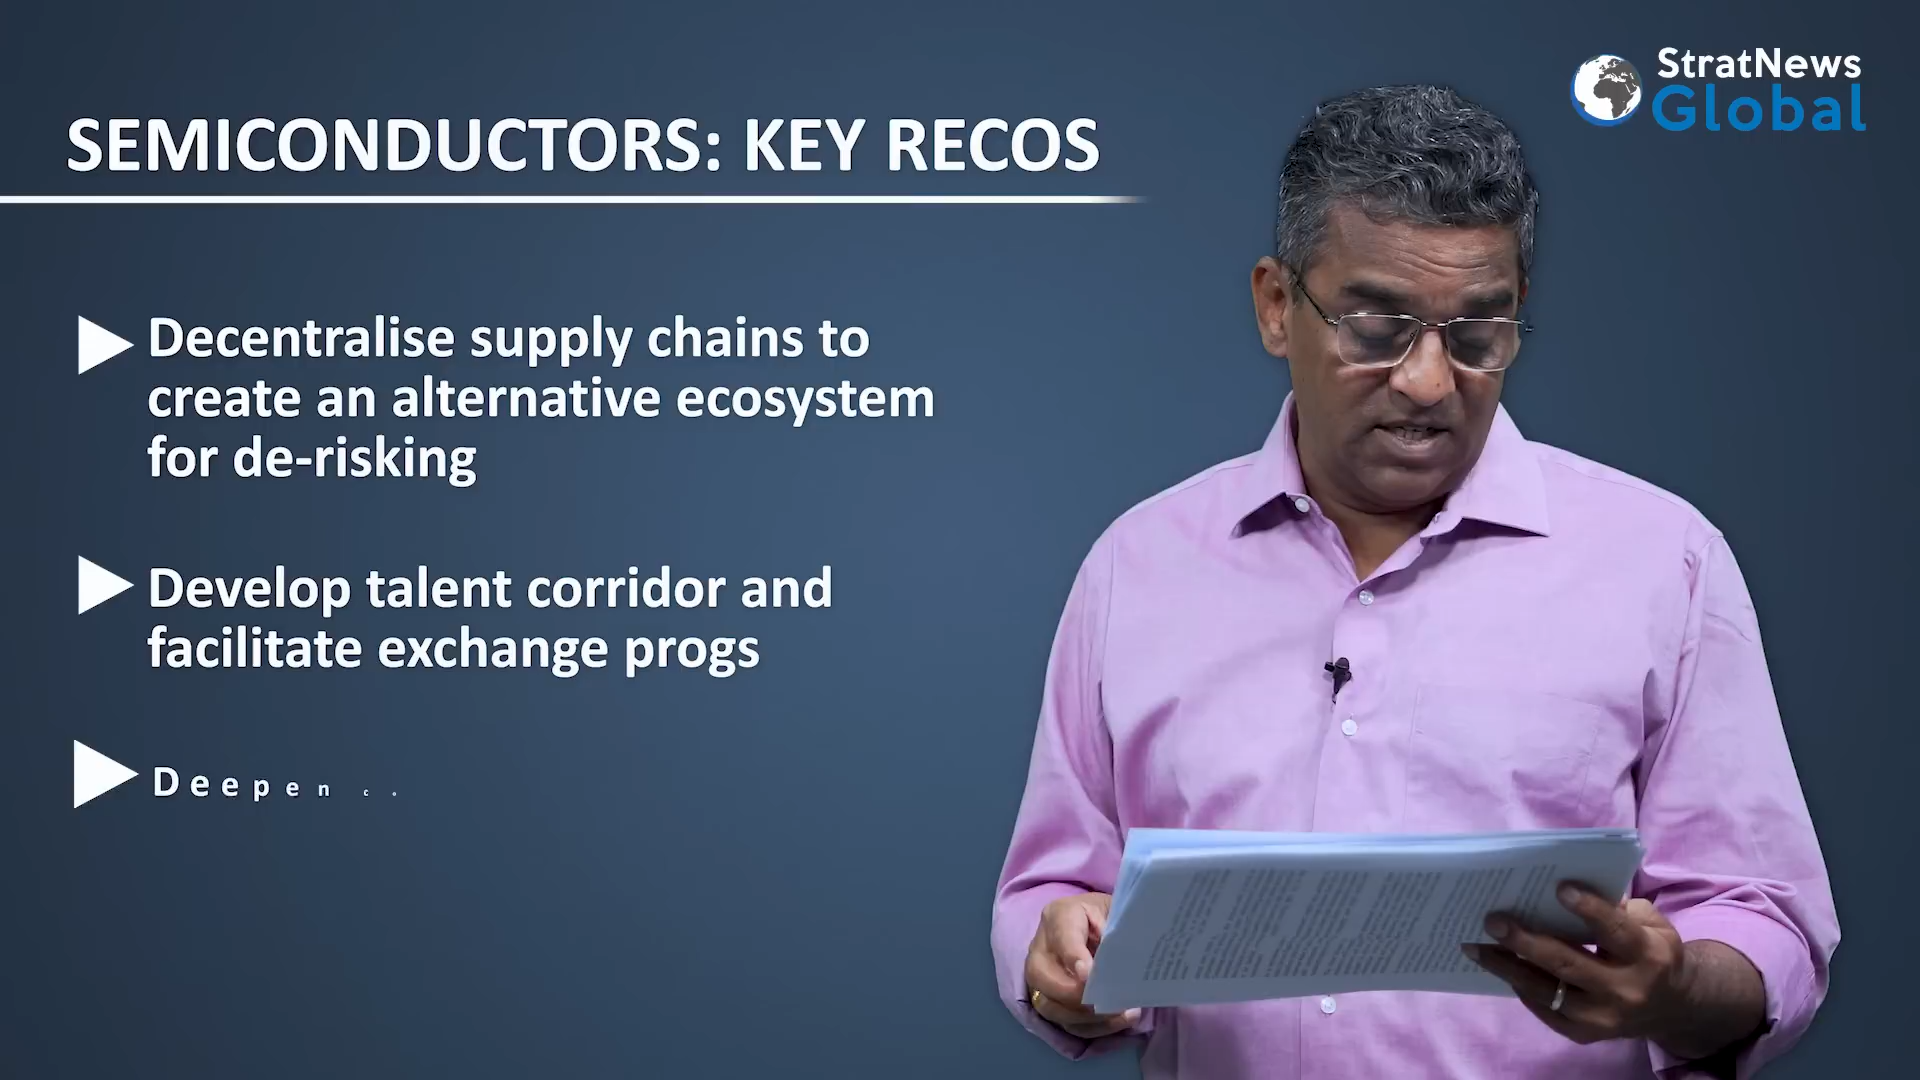 StratNews
Global
SEMICONDUCTORS: KEY RECOS
Decentralise supply chains to
create an alternative ecosystem
for de-risking
Develop talent corridor and
facilitate exchange progs
Deepen c